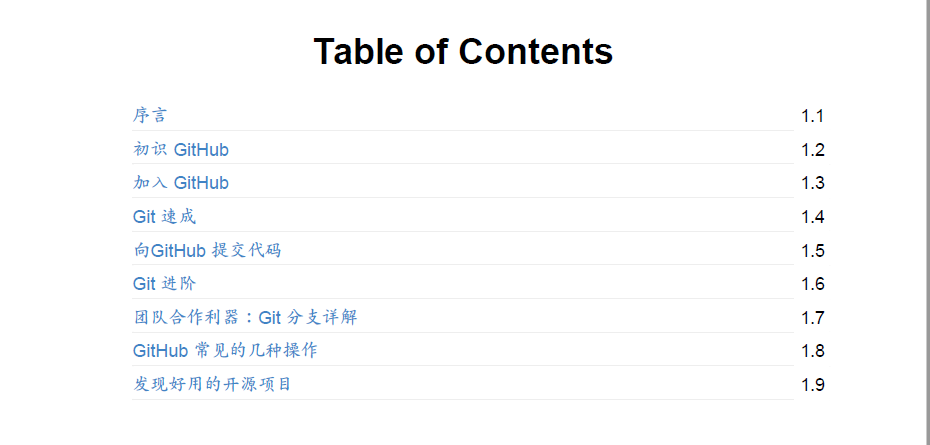 Table of Contents
序言 1.1
初识 GitHub 1.2
加入 GitHub 1.3
Git 速成 1.4
向GitHub 提交代码 1.5
Git 进阶 1.6
团队合作利器：Git 分支详解 1.7
GitHub 常见的几种操作 1.8
发现好用的开源项目 1.9